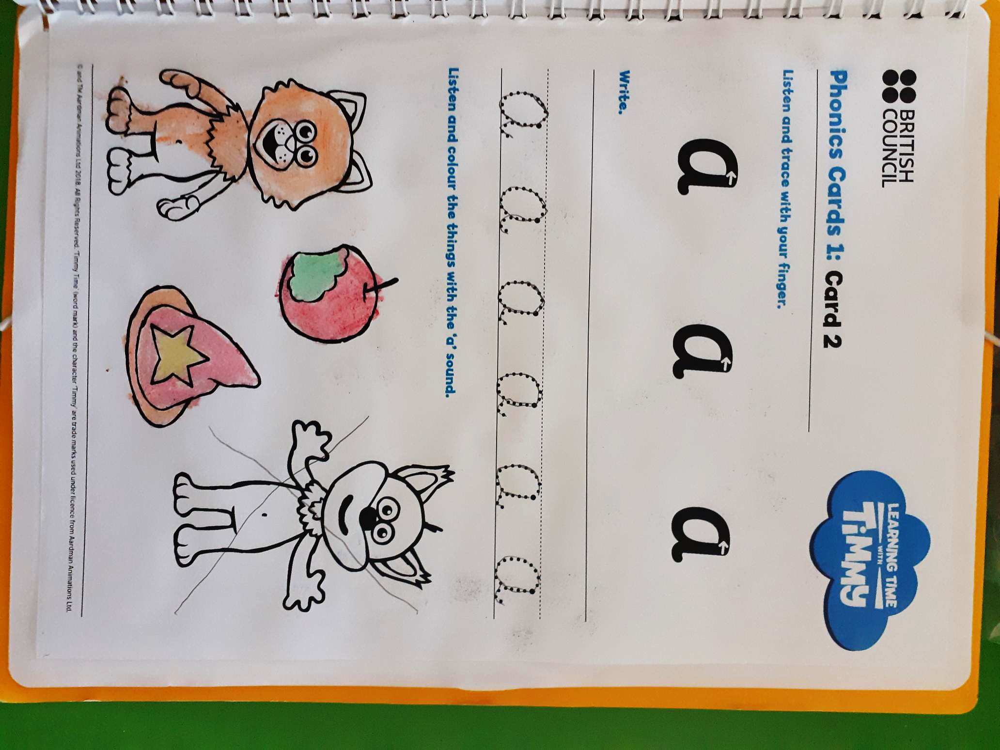 BRITISH
COUNCIL
LEARNING TIME
WITH
TiMMY
Phonics Cards 1: Card 2
Listen and trace with your finger.
a a a
Write.
a a a a a a
Listen and colour the things with the ‘a’ sound.
© and TM Aardman Animations Ltd 2018. All Rights Reserved. ‘Timmy Time’ (word mark) and the character ‘Timmy’ are trade marks used under licence from Aardman Animations Ltd.